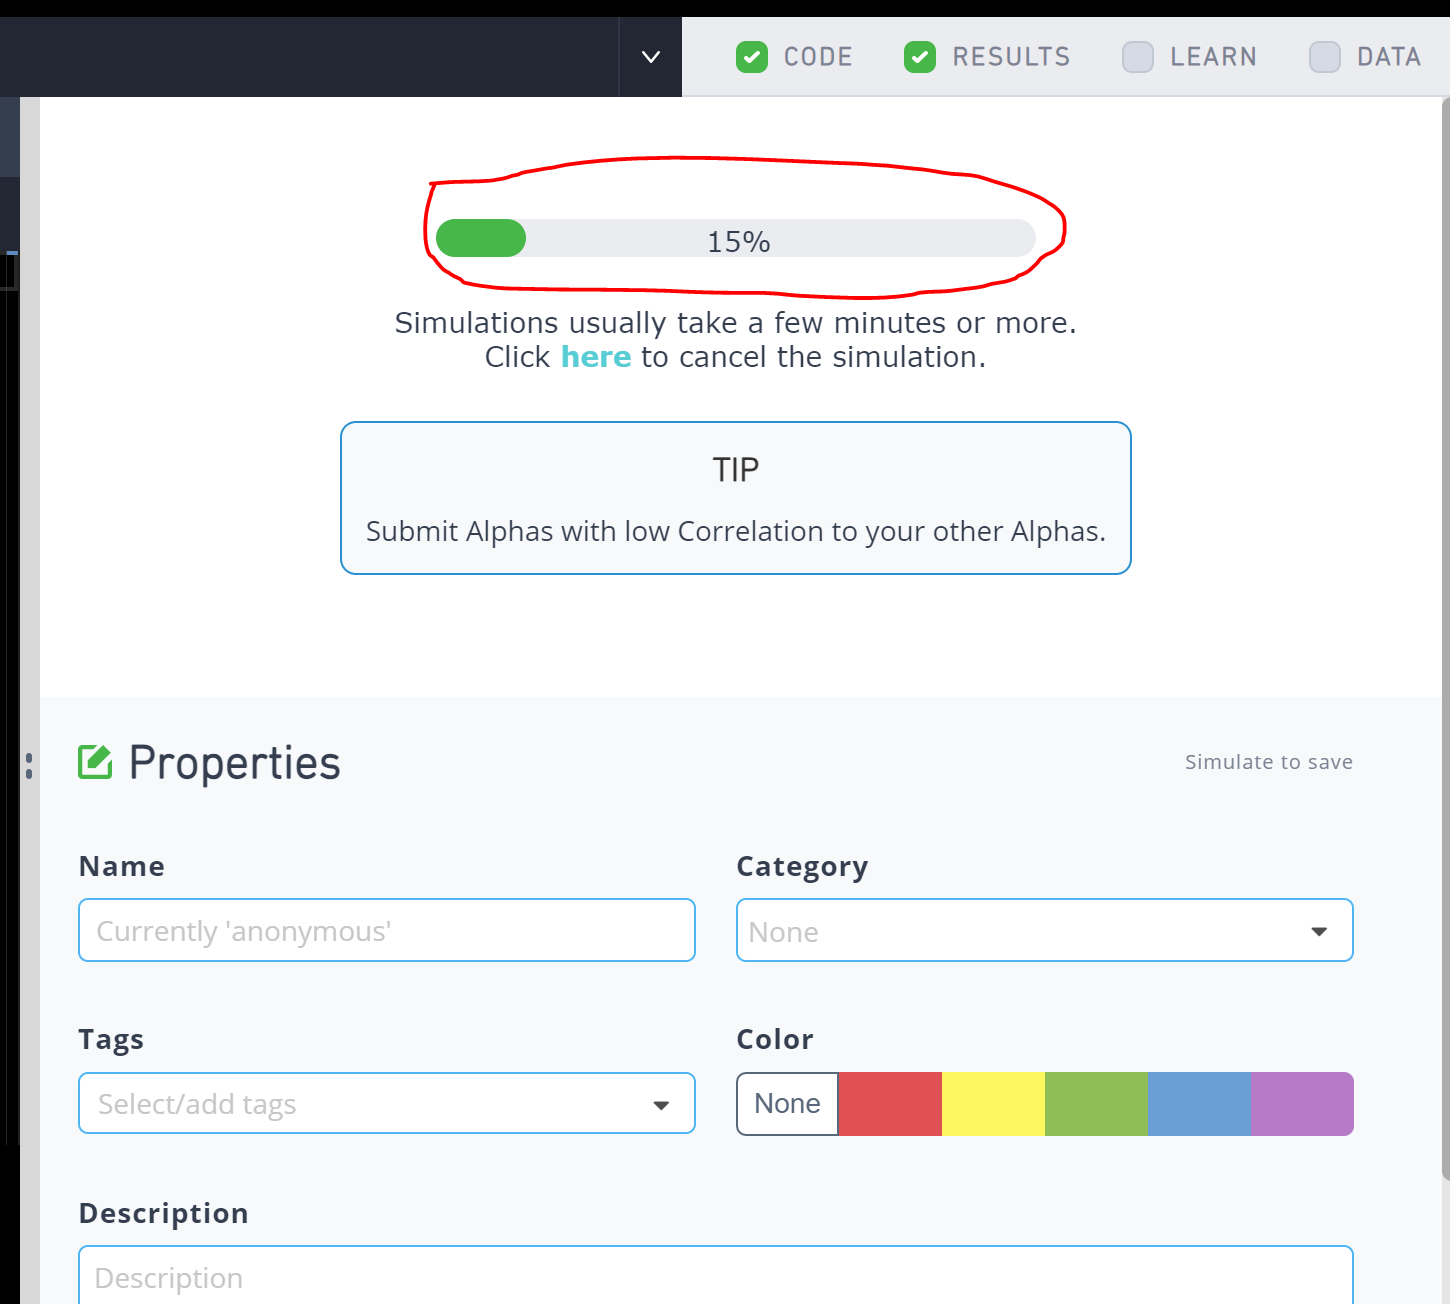 CODE RESULTS LEARN DATA
15%
Simulations usually take a few minutes or more.
Click here to cancel the simulation.
TIP
Submit Alphas with low Correlation to your other Alphas.
Properties
Simulate to save
Name
Category
Currently 'anonymous'
None
Tags
Color
Select/add tags
None
Description
Description